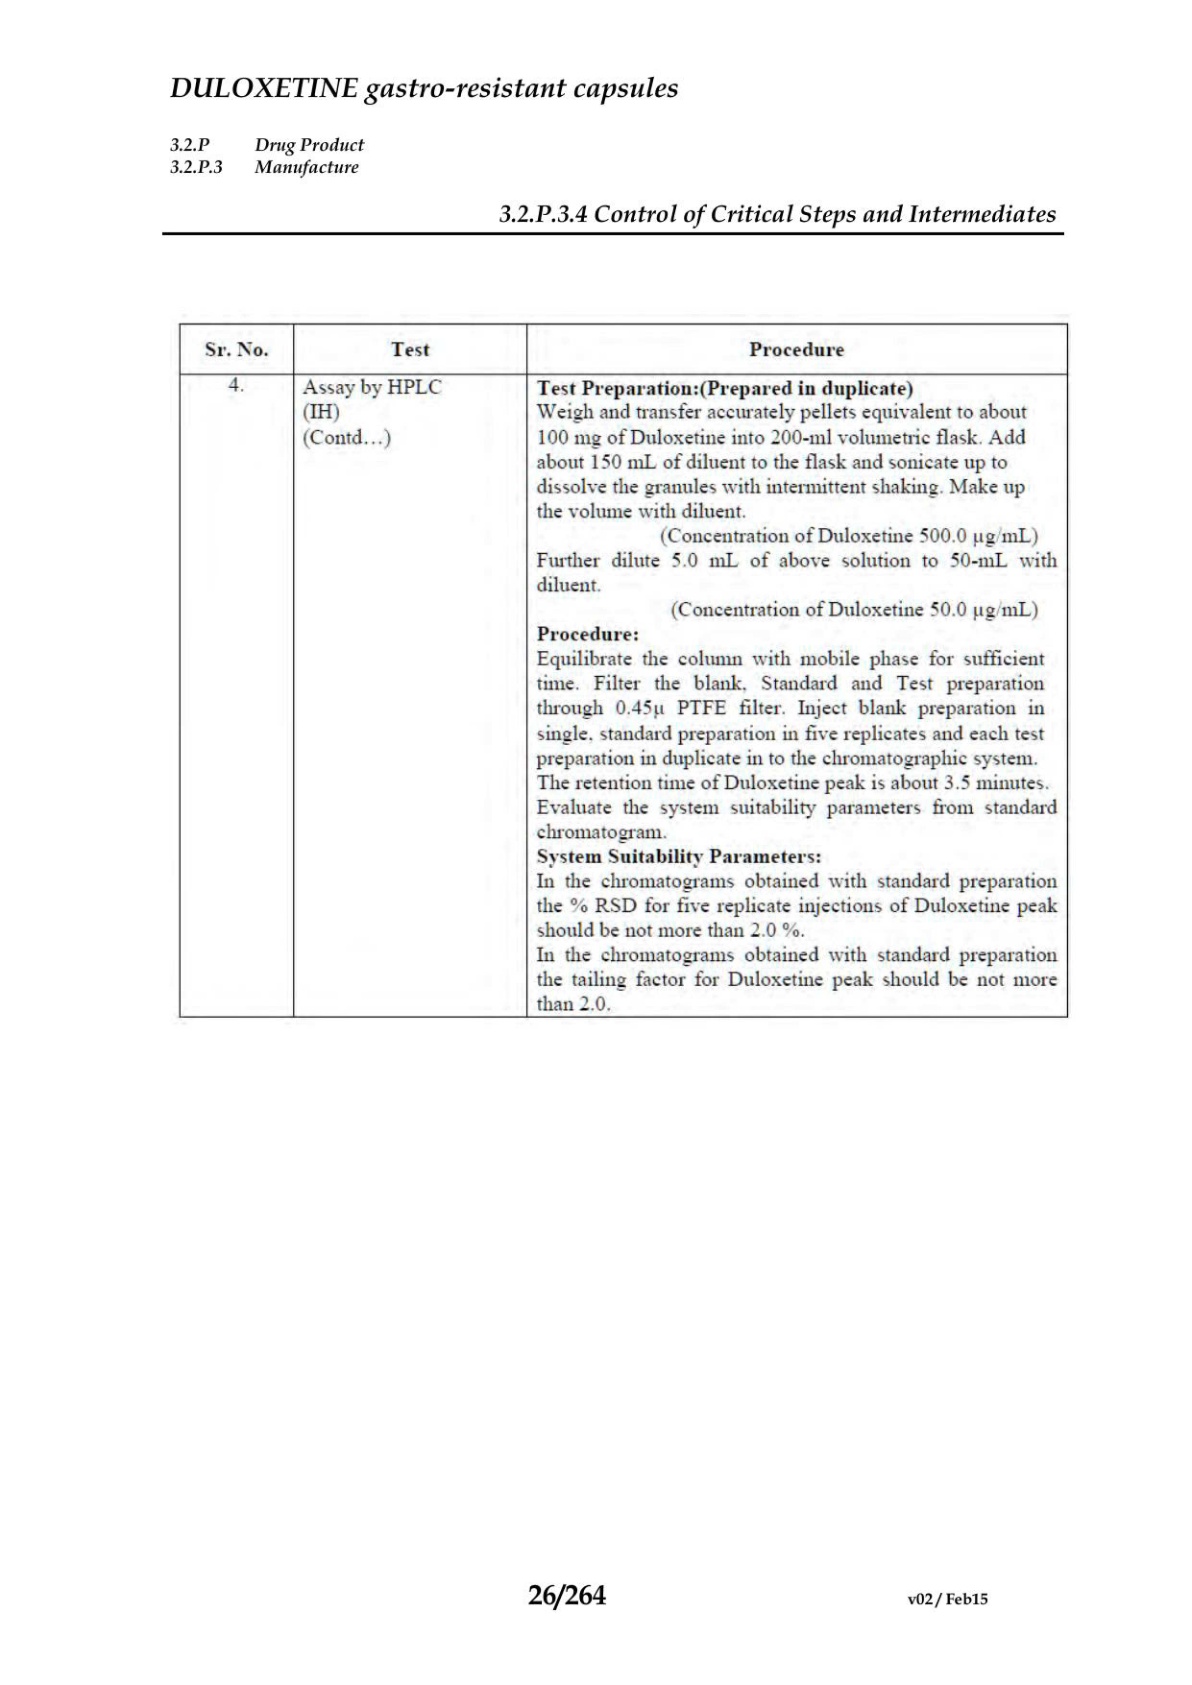 DULOXETINE gastro-resistant capsules
3.2.P Drug Product
3.2.P.3 Manufacture
3.2.P.3.4 Control of Critical Steps and Intermediates
Sr. No. Test Procedure
4. Assay by HPLC
(IH)
(Contd...)
Test Preparation:(Prepared in duplicate)
Weigh and transfer accurately pellets equivalent to about
100 mg of Duloxetine into 200-ml volumetric flask. Add
about 150 mL of diluent to the flask and sonicate up to
dissolve the granules with intermittent shaking. Make up
the volume with diluent.
(Concentration of Duloxetine 500.0 µg/mL)
Further dilute 5.0 mL of above solution to 50-mL with
diluent.
(Concentration of Duloxetine 50.0 µg/mL)
Procedure:
Equilibrate the column with mobile phase for sufficient
time. Filter the blank, Standard and Test preparation
through 0.45µ PTFE filter. Inject blank preparation in
single, standard preparation in five replicates and each test
preparation in duplicate in to the chromatographic system.
The retention time of Duloxetine peak is about 3.5 minutes.
Evaluate the system suitability parameters from standard
chromatogram.
System Suitability Parameters:
In the chromatograms obtained with standard preparation
the % RSD for five replicate injections of Duloxetine peak
should be not more than 2.0 %.
In the chromatograms obtained with standard preparation
the tailing factor for Duloxetine peak should be not more
than 2.0.
26/264
v02 / Feb15